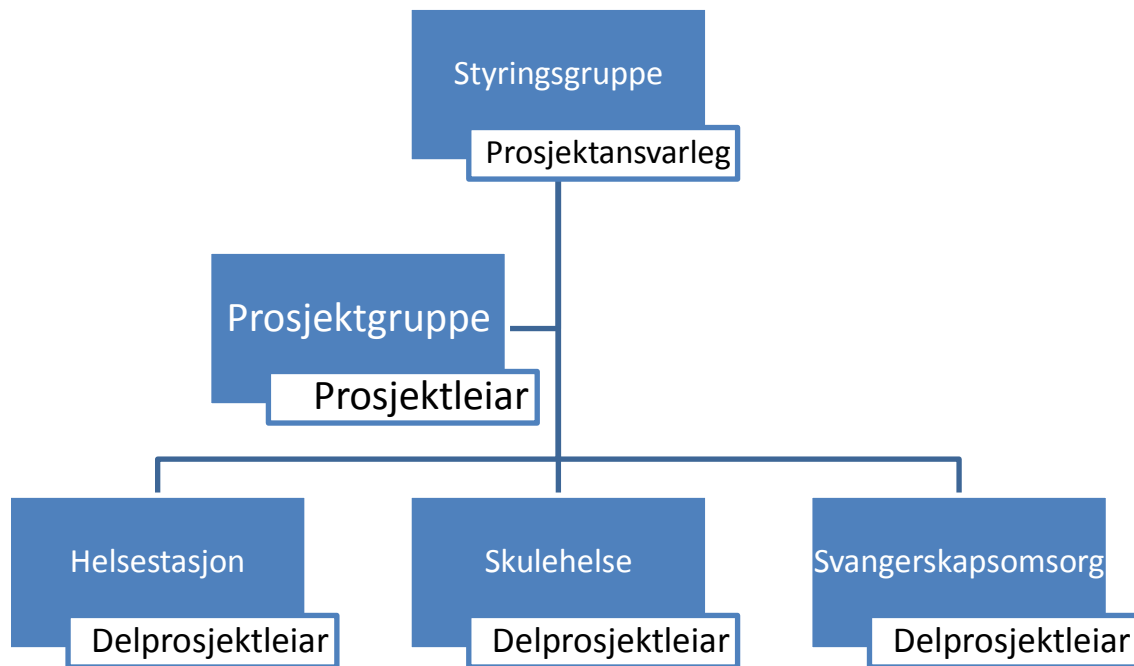 Styringsgruppe
Prosjektansvarleg
Prosjektgruppe
Prosjektleiar
Helsestasjon
Delprosjektleiar
Skulehelse
Delprosjektleiar
Svangerskapsomsorg
Delprosjektleiar